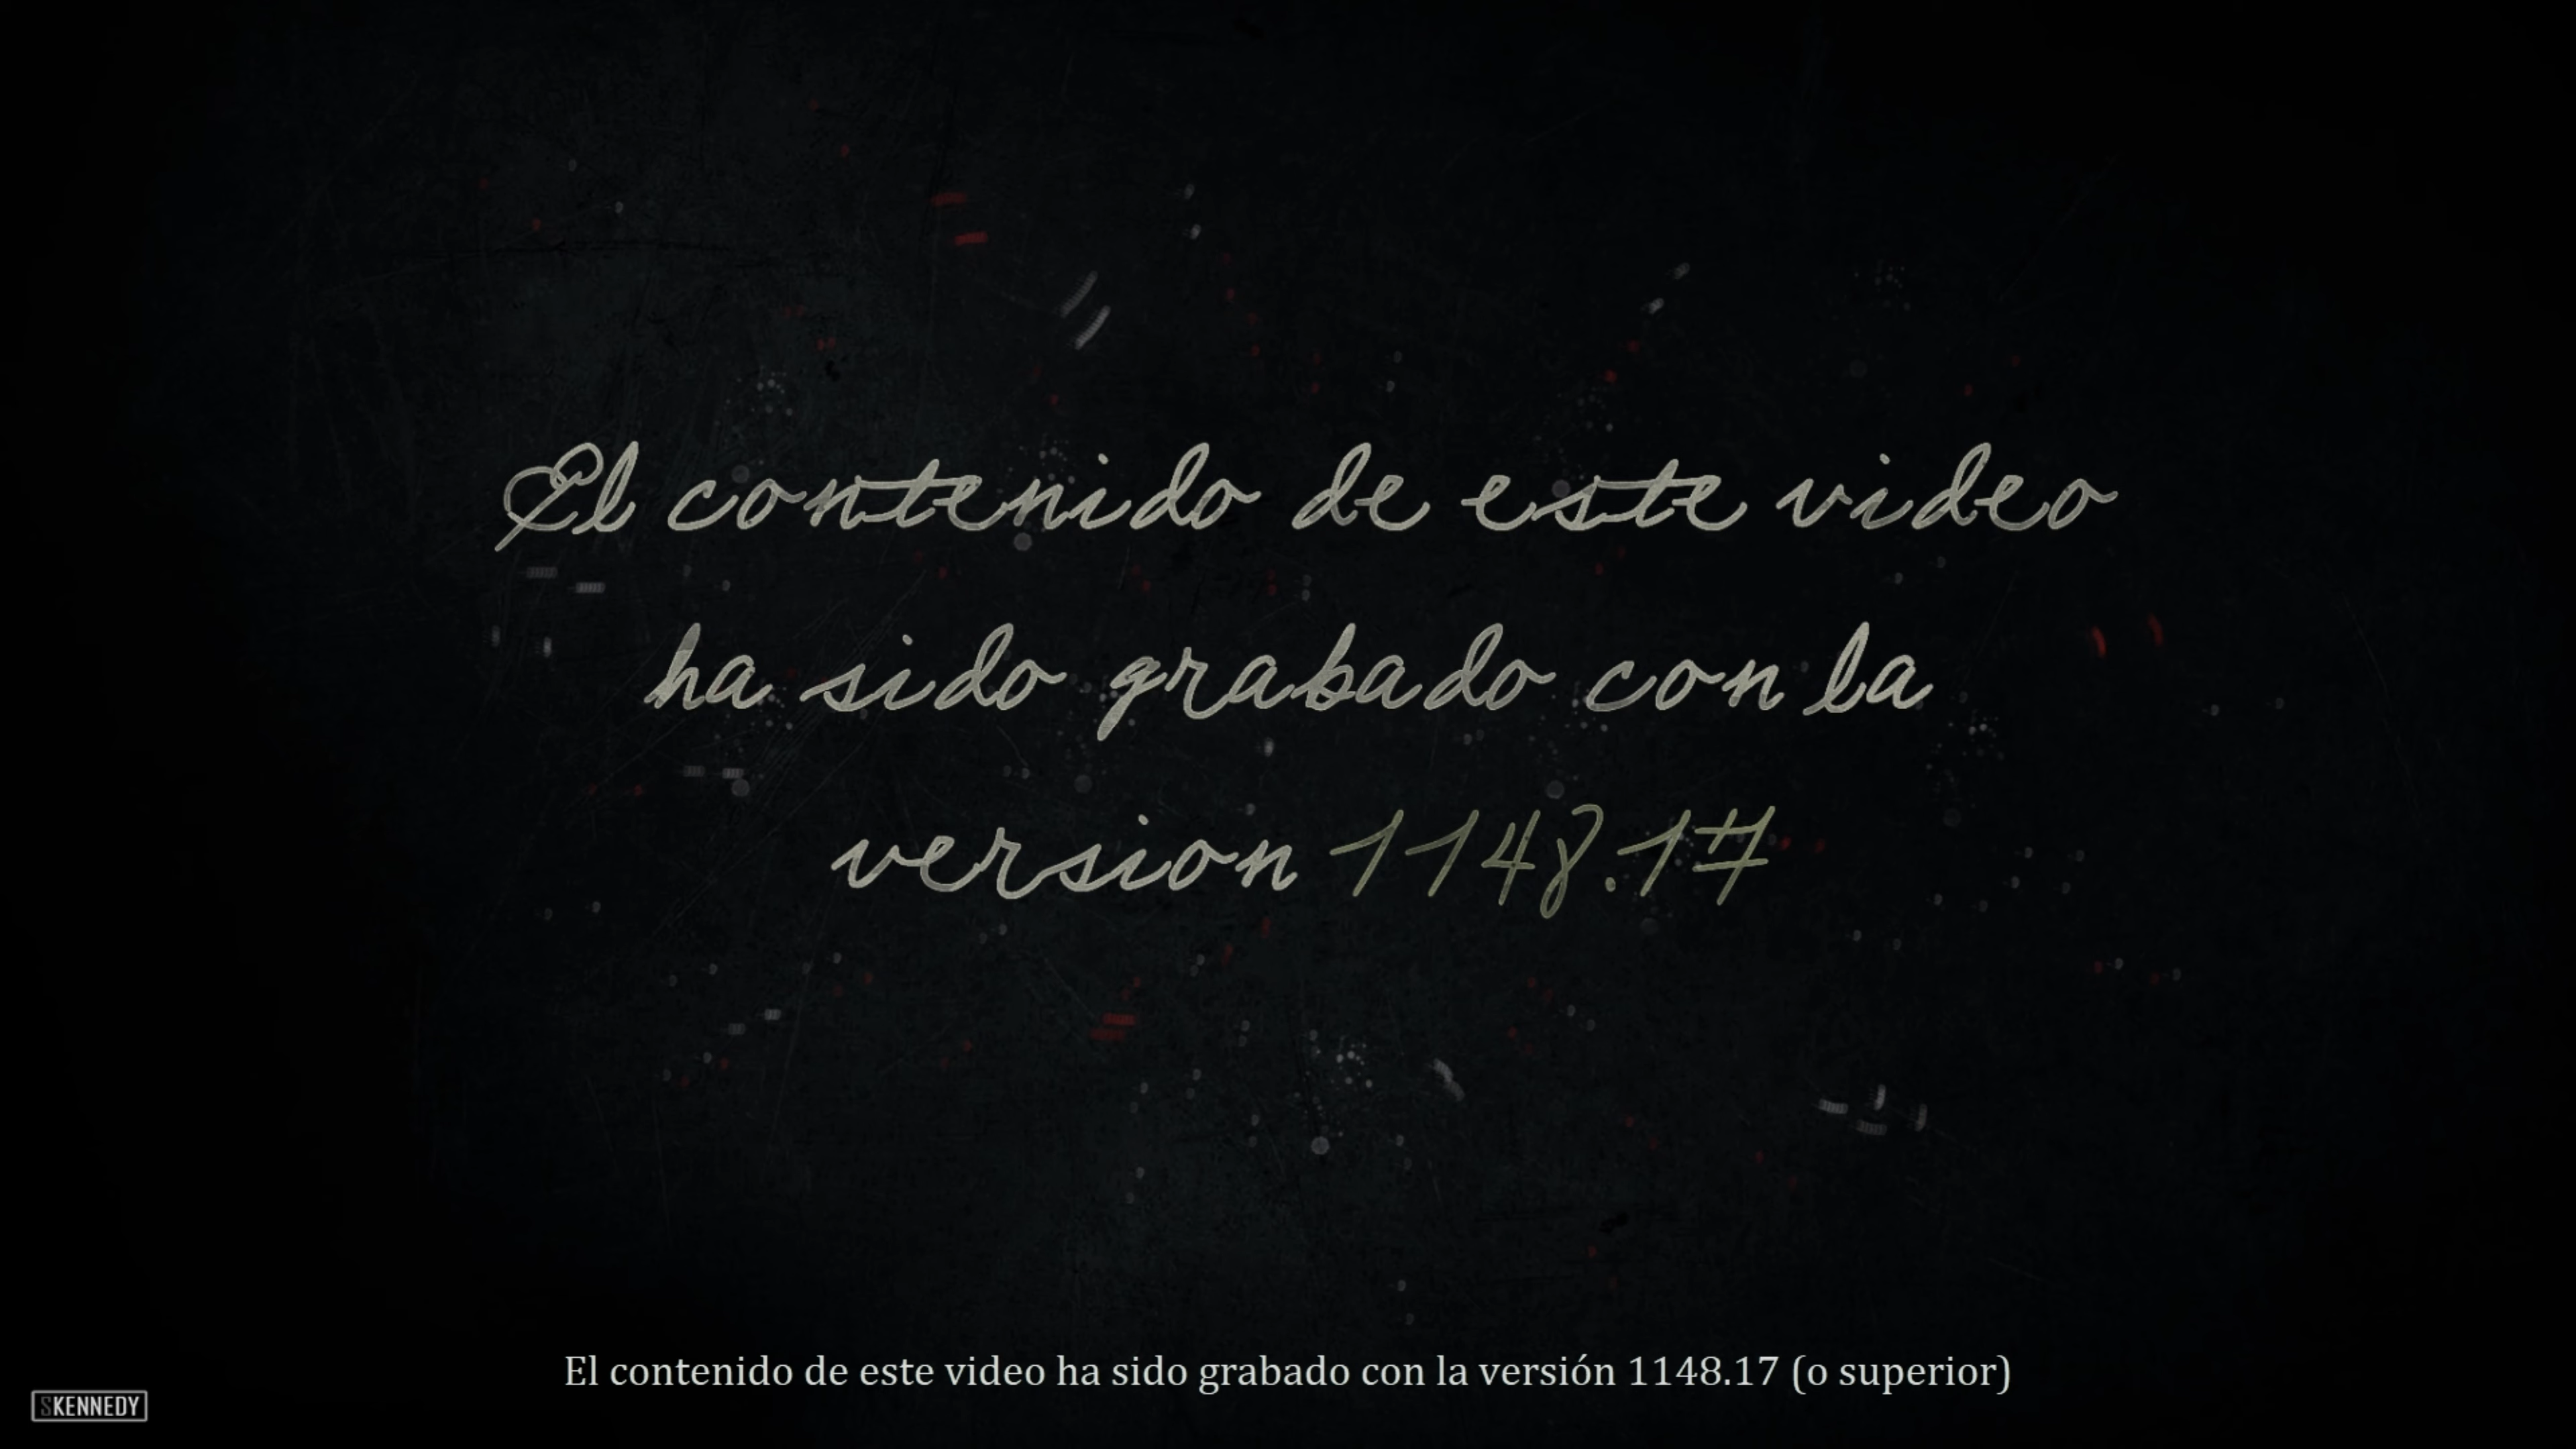 El contenido de este video
ha sido grabado con la
version 1148.17
El contenido de este video ha sido grabado con la versión 1148.17 (o superior)
SKENNEDY